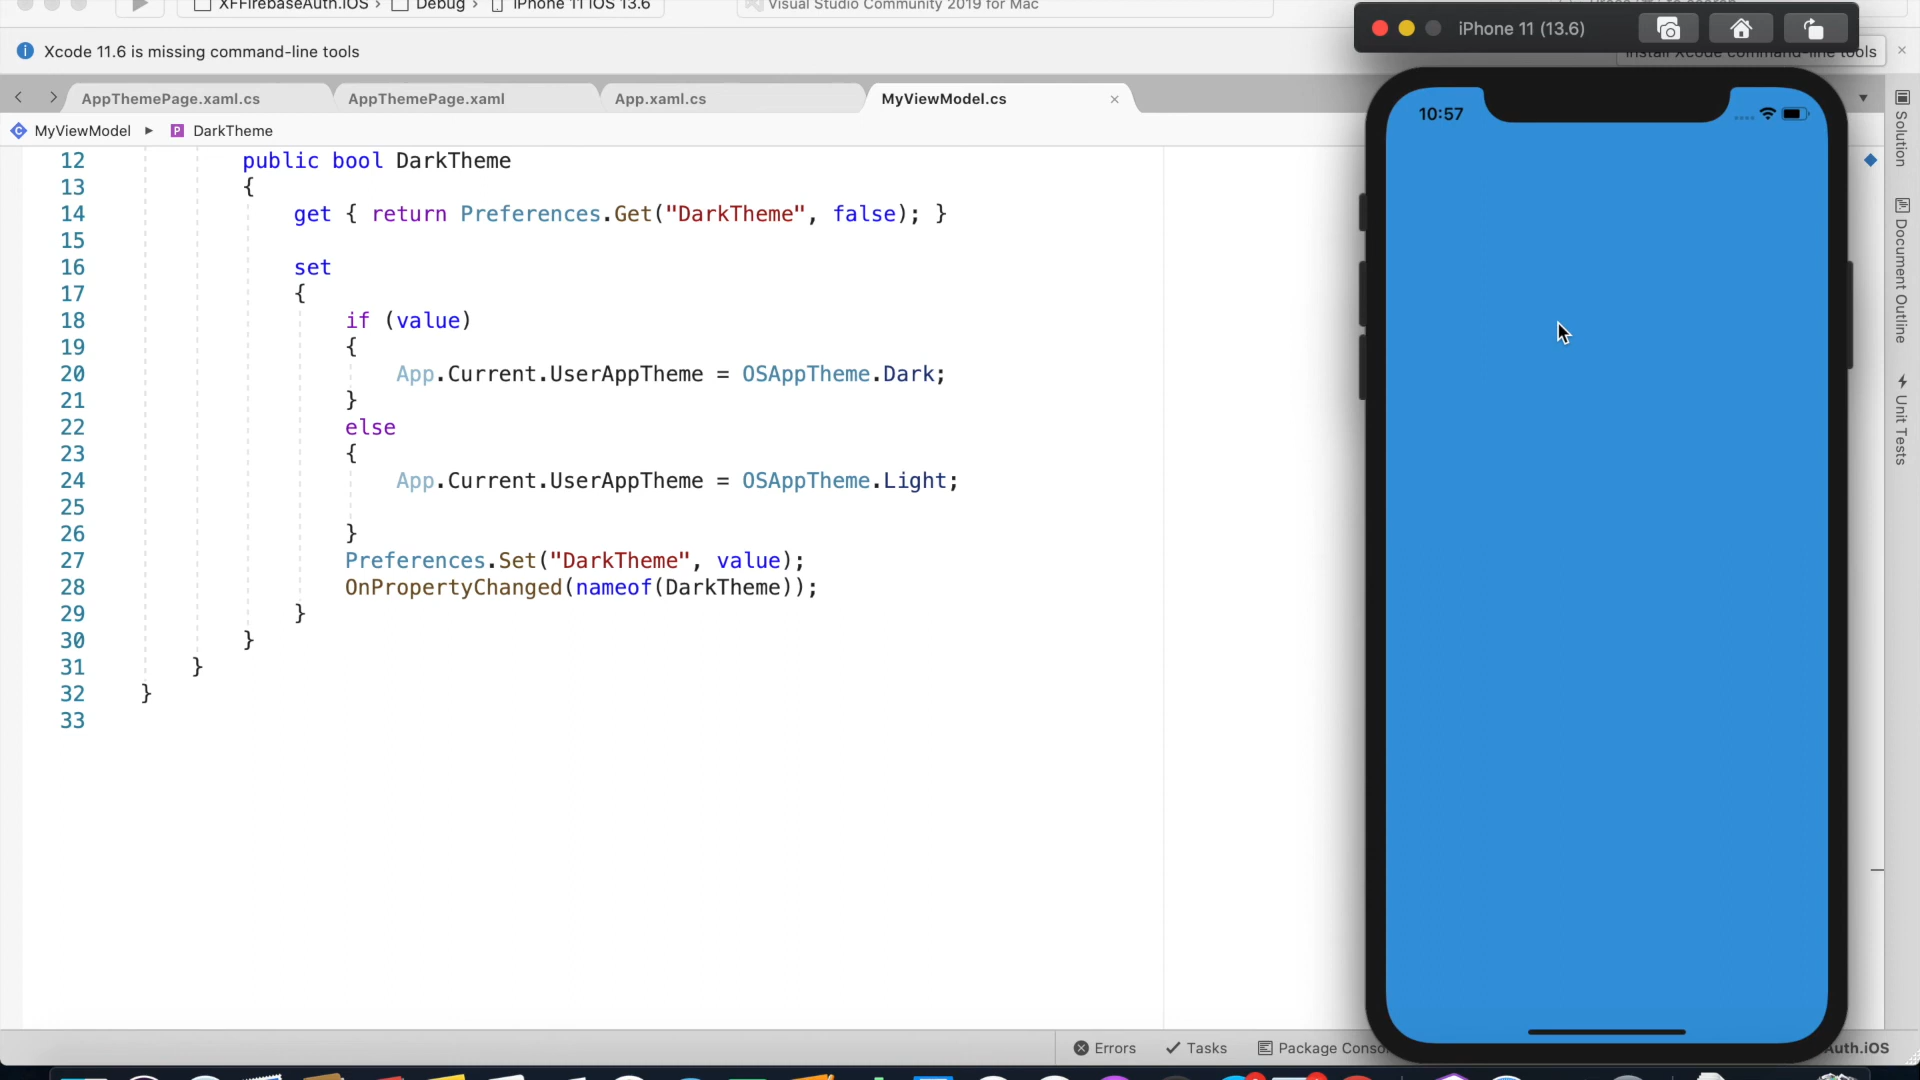 XFFirebaseAuth.iOS › Debug › iPhone 11 iOS 13.6
Visual Studio Community 2019 for Mac
iPhone 11 (13.6)
Xcode 11.6 is missing command-line tools
Install Xcode command-line tools
AppThemePage.xaml.cs
AppThemePage.xaml
App.xaml.cs
MyViewModel.cs
MyViewModel ▸ P DarkTheme
12 public bool DarkTheme
13 {
14 get { return Preferences.Get("DarkTheme", false); }
15
16 set
17 {
18 if (value)
19 {
20 App.Current.UserAppTheme = OSAppTheme.Dark;
21 }
22 else
23 {
24 App.Current.UserAppTheme = OSAppTheme.Light;
25
26 }
27 Preferences.Set("DarkTheme", value);
28 OnPropertyChanged(nameof(DarkTheme));
29 }
30 }
31 }
32 }
33
10:57
Solution
Document Outline
Unit Tests
Errors
Tasks
Package
Auth.iOS